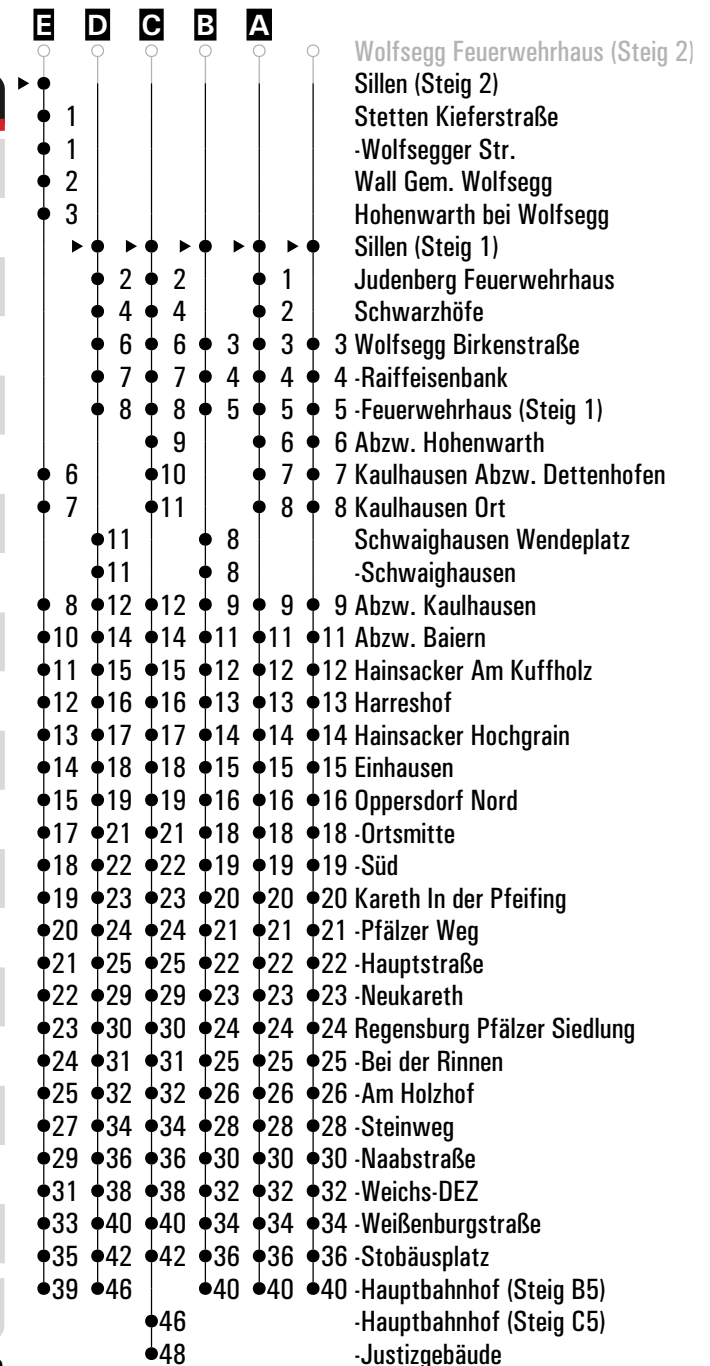 E D C B A
Wolfsegg Feuerwehrhaus (Steig 2)
Sillen (Steig 2)
1 Stetten Kieferstraße
1 -Wolfsegger Str.
2 Wall Gem. Wolfsegg
3 Hohenwarth bei Wolfsegg
Sillen (Steig 1)
2 2 1 Judenberg Feuerwehrhaus
4 4 2 Schwarzhöfe
6 6 3 3 3 Wolfsegg Birkenstraße
7 7 4 4 4 -Raiffeisenbank
8 8 5 5 5 -Feuerwehrhaus (Steig 1)
9 6 6 Abzw. Hohenwarth
6 10 7 7 Kaulhausen Abzw. Dettenhofen
7 11 8 8 Kaulhausen Ort
11 8 Schwaighausen Wendeplatz
11 8 -Schwaighausen
8 12 12 9 9 9 Abzw. Kaulhausen
10 14 14 11 11 11 Abzw. Baiern
11 15 15 12 12 12 Hainsacker Am Kuffholz
12 16 16 13 13 13 Harreshof
13 17 17 14 14 14 Hainsacker Hochgrain
14 18 18 15 15 15 Einhausen
15 19 19 16 16 16 Oppersdorf Nord
17 21 21 18 18 18 -Ortsmitte
18 22 22 19 19 19 -Süd
19 23 23 20 20 20 Kareth In der Pfeifing
20 24 24 21 21 21 -Pfälzer Weg
21 25 25 22 22 22 -Hauptstraße
22 29 29 23 23 23 -Neukareth
23 30 30 24 24 24 Regensburg Pfälzer Siedlung
24 31 31 25 25 25 -Bei der Rinnen
25 32 32 26 26 26 -Am Holzhof
27 34 34 28 28 28 -Steinweg
29 36 36 30 30 30 -Naabstraße
31 38 38 32 32 32 -Weichs-DEZ
33 40 40 34 34 34 -Weißenburgstraße
35 42 42 36 36 36 -Stobäusplatz
39 46 40 40 40 -Hauptbahnhof (Steig B5)
46 -Hauptbahnhof (Steig C5)
48 -Justizgebäude